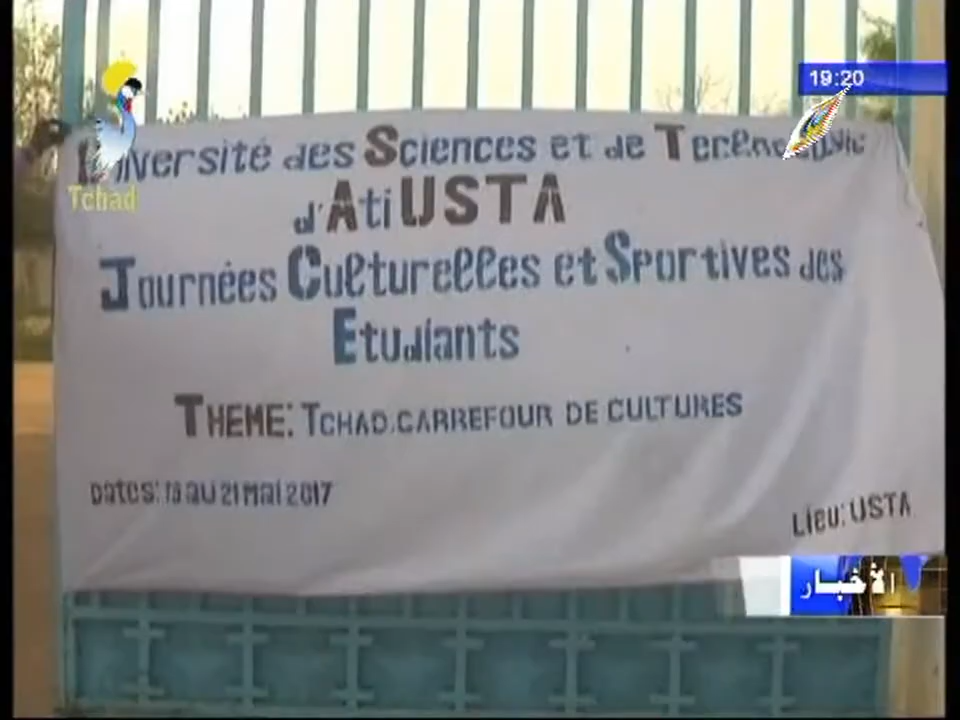 19:20
Université des Sciences et de Technologie
d'Ati USTA
Journées Culturelles et Sportives des
Etudiants
THEME: TCHAD, CARREFOUR DE CULTURES
Dates: au 21 Mai 2017
Lieu: USTA
Tchad
الأخبار